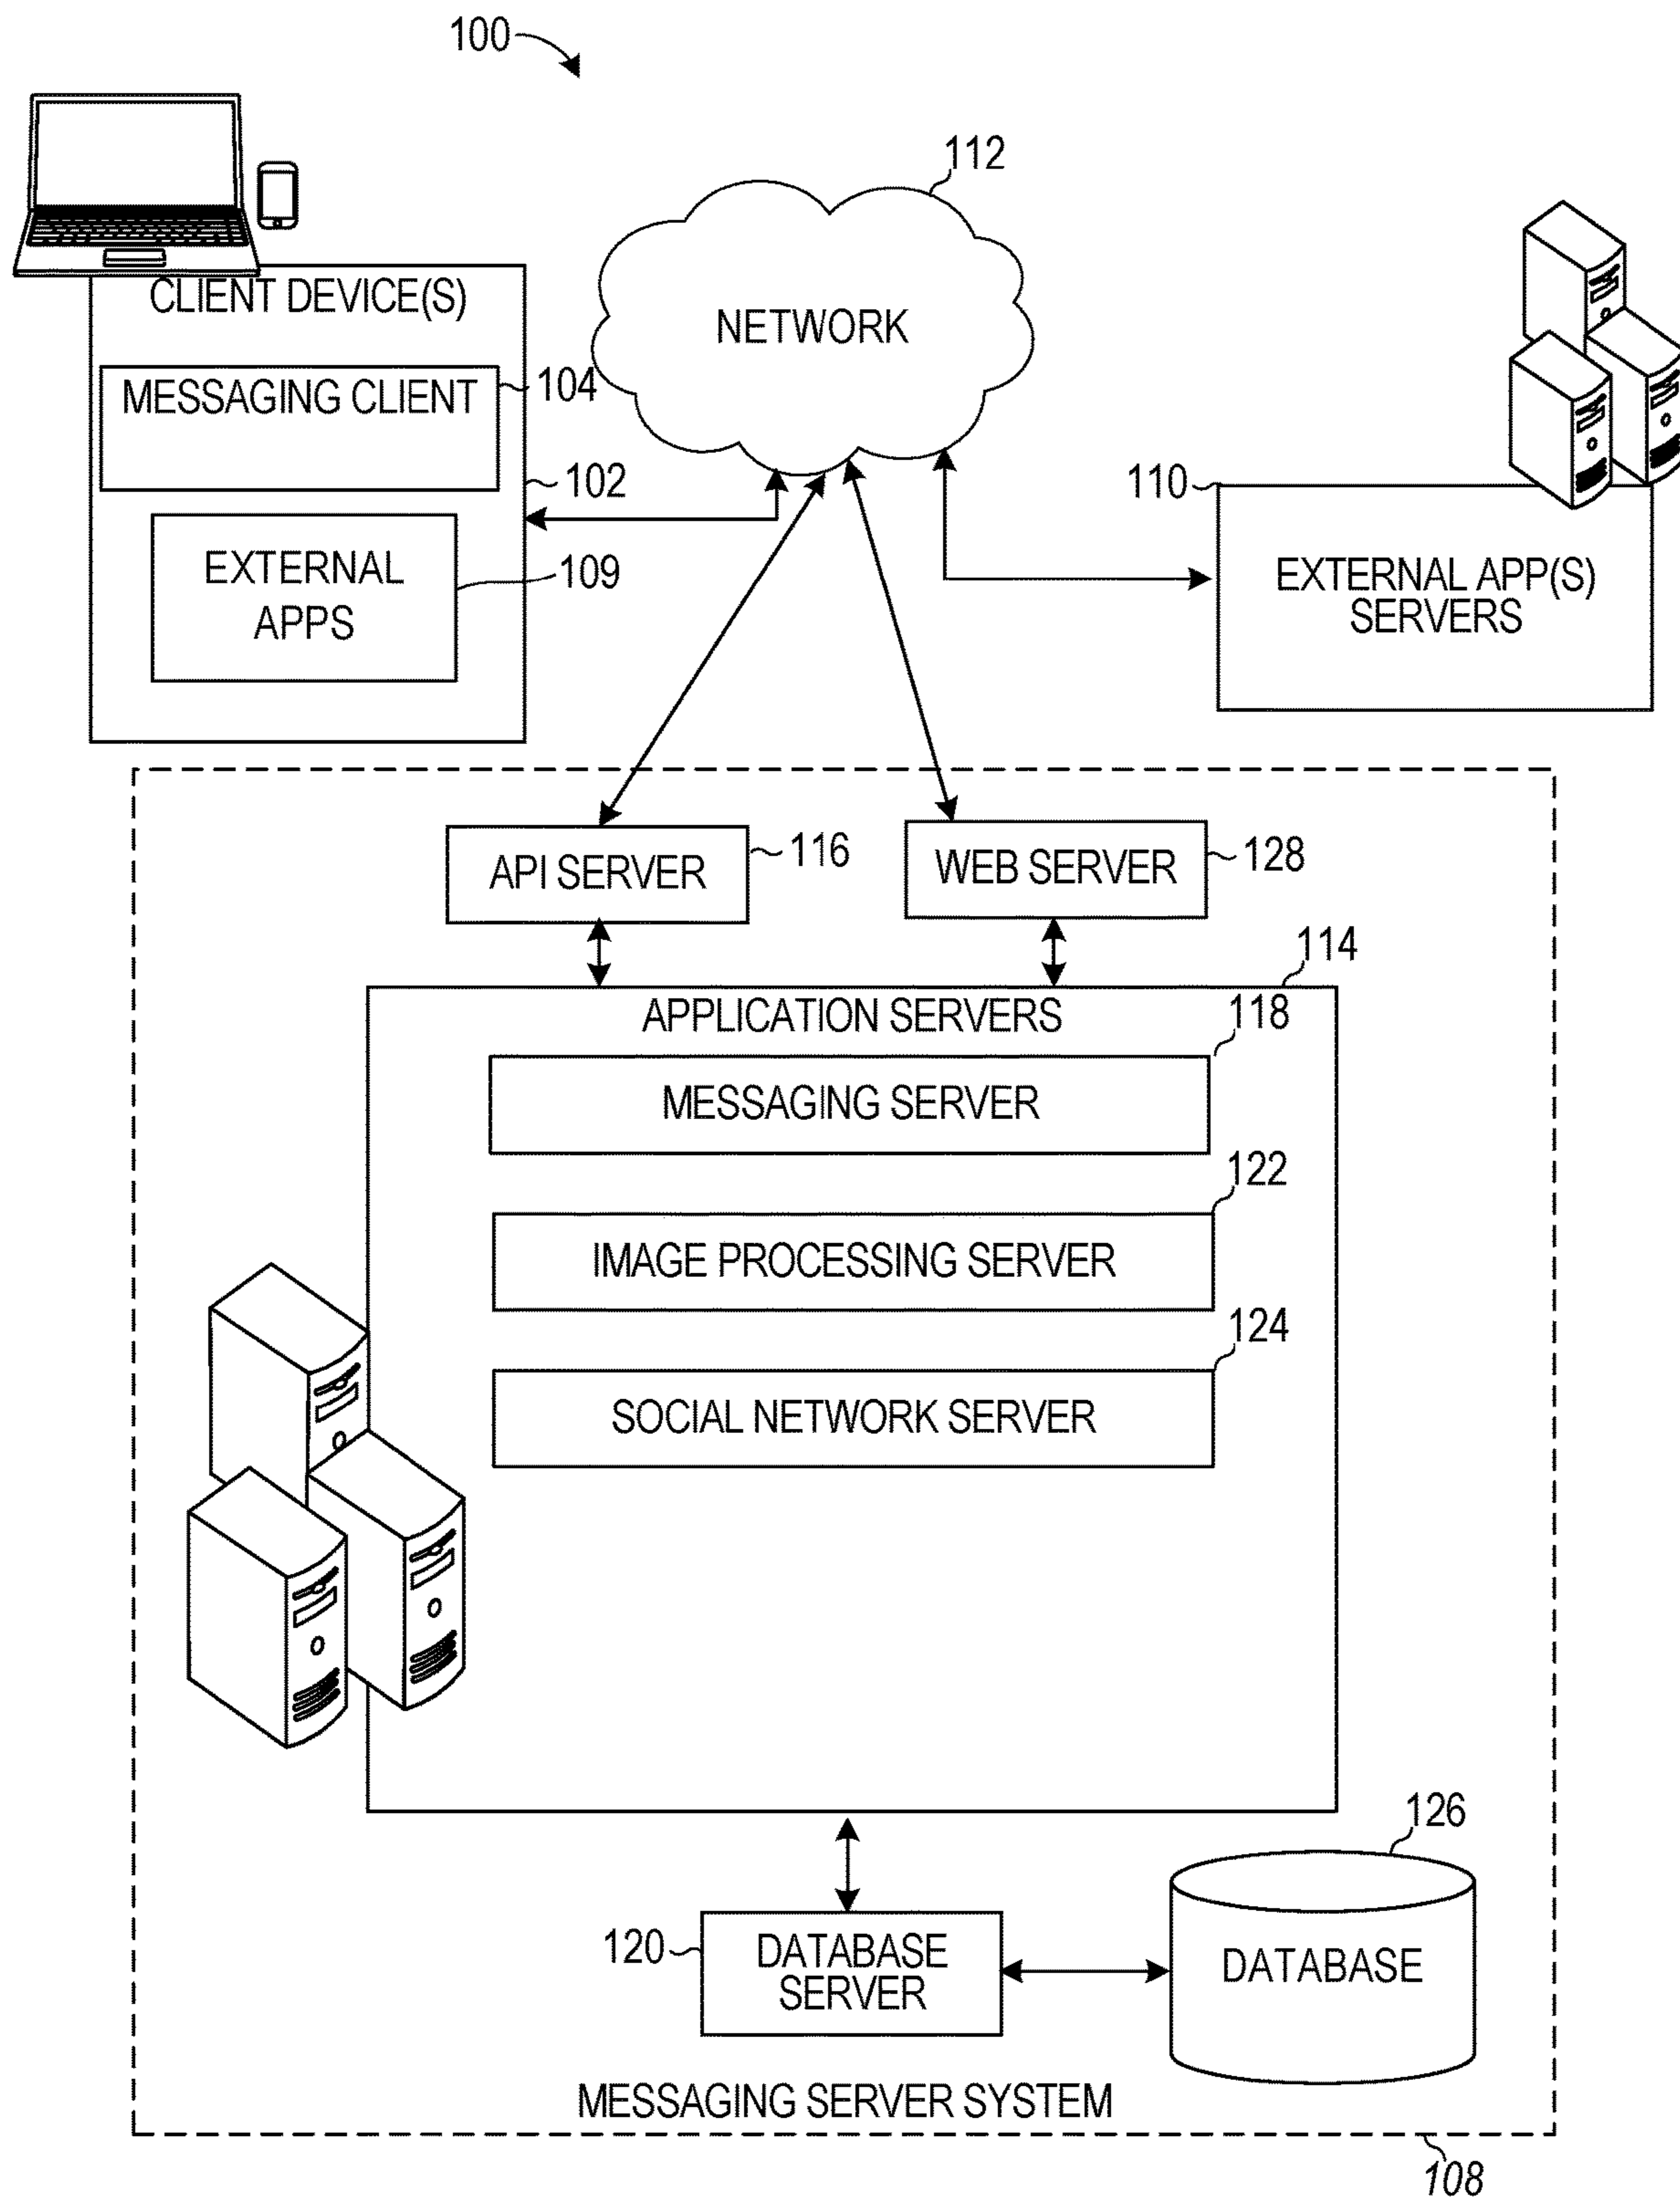 100
112
CLIENT DEVICE(S)
NETWORK
MESSAGING CLIENT
104
102
110
EXTERNAL
APPS
109
EXTERNAL APP(S)
SERVERS
API SERVER
116
WEB SERVER
128
114
APPLICATION SERVERS
118
MESSAGING SERVER
122
IMAGE PROCESSING SERVER
124
SOCIAL NETWORK SERVER
126
120
DATABASE
SERVER
DATABASE
MESSAGING SERVER SYSTEM
108